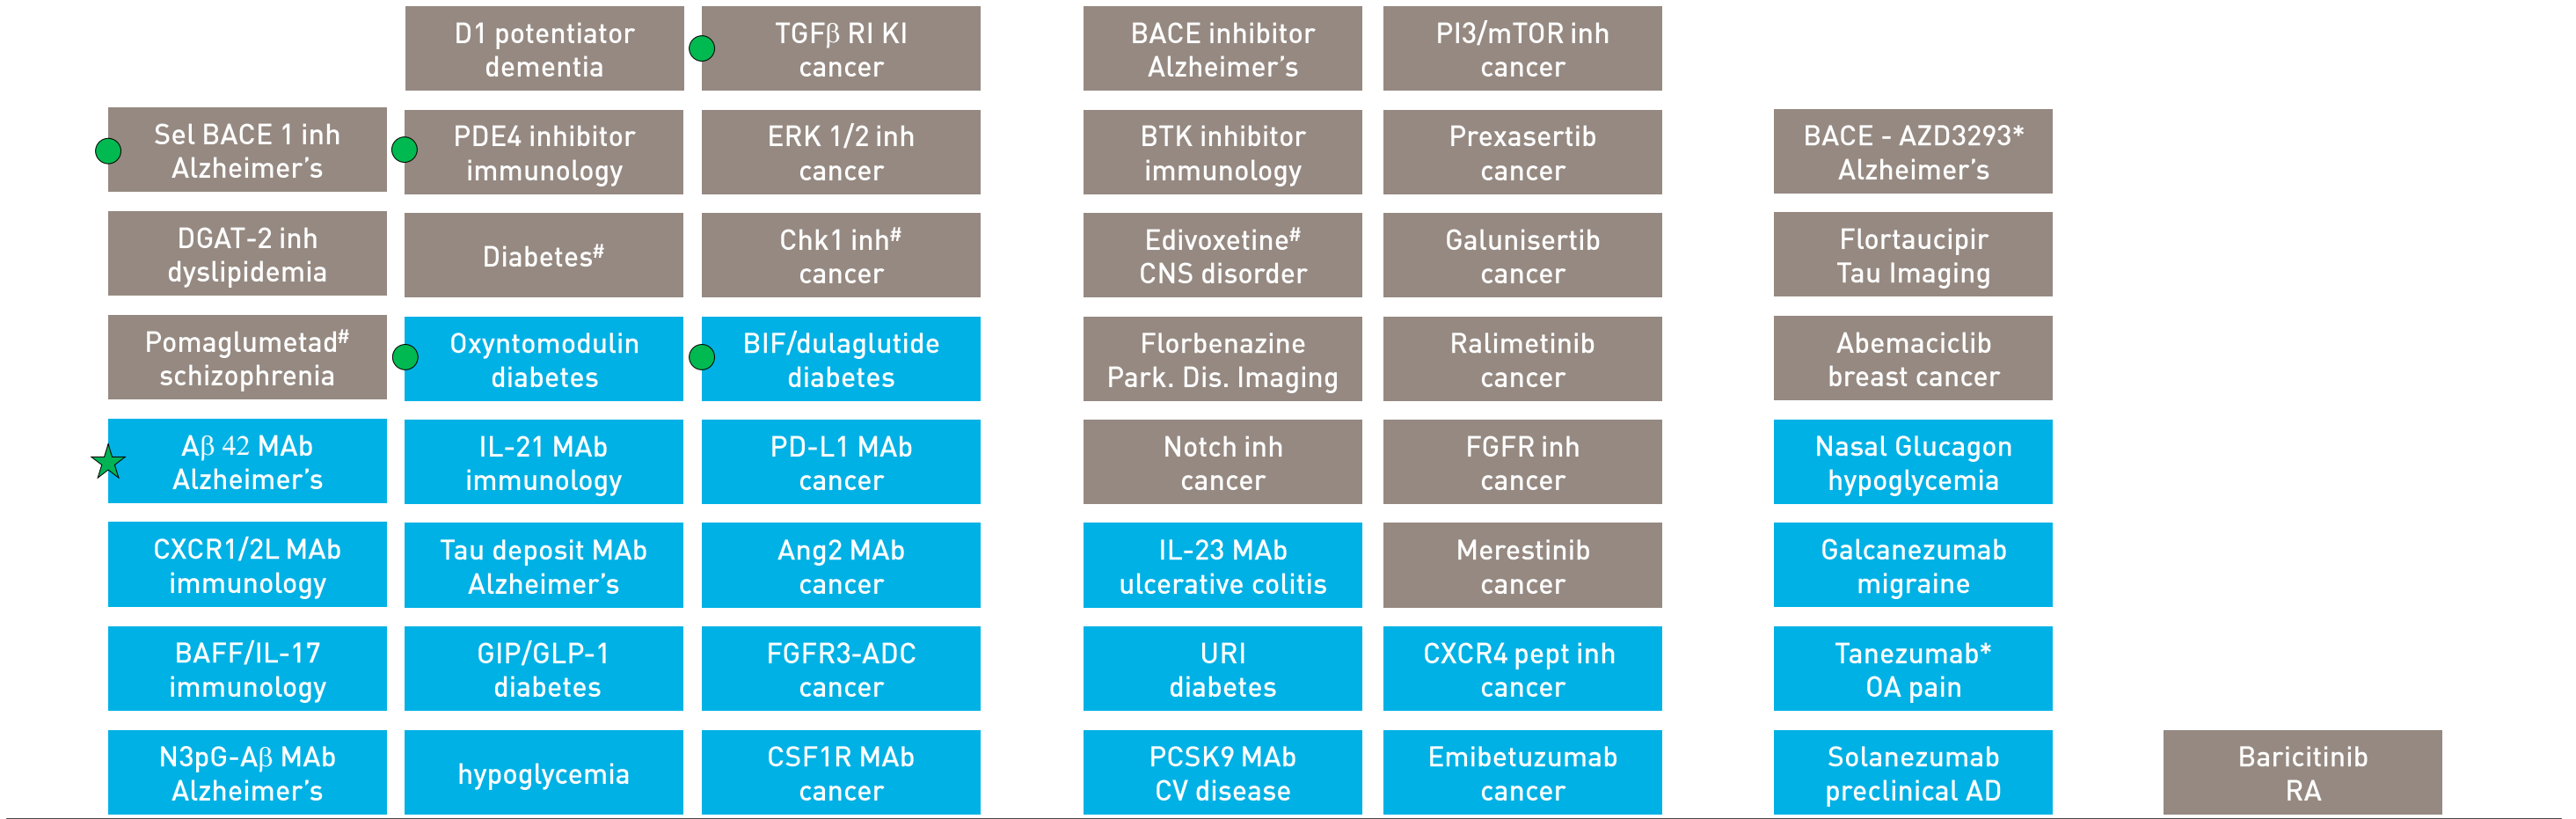 D1 potentiator
dementia
TGFβ RI KI
cancer
BACE inhibitor
Alzheimer’s
PI3/mTOR inh
cancer
Sel BACE 1 inh
Alzheimer’s
PDE4 inhibitor
immunology
ERK 1/2 inh
cancer
BTK inhibitor
immunology
Prexasertib
cancer
BACE - AZD3293*
Alzheimer’s
DGAT-2 inh
dyslipidemia
Diabetes#
Chk1 inh#
cancer
Edivoxetine#
CNS disorder
Galunisertib
cancer
Flortaucipir
Tau Imaging
Pomaglumetad#
schizophrenia
Oxyntomodulin
diabetes
BIF/dulaglutide
diabetes
Florbenazine
Park. Dis. Imaging
Ralimetinib
cancer
Abemaciclib
breast cancer
Aβ 42 MAb
Alzheimer’s
IL-21 MAb
immunology
PD-L1 MAb
cancer
Notch inh
cancer
FGFR inh
cancer
Nasal Glucagon
hypoglycemia
CXCR1/2L MAb
immunology
Tau deposit MAb
Alzheimer’s
Ang2 MAb
cancer
IL-23 MAb
ulcerative colitis
Merestinib
cancer
Galcanezumab
migraine
BAFF/IL-17
immunology
GIP/GLP-1
diabetes
FGFR3-ADC
cancer
URI
diabetes
CXCR4 pept inh
cancer
Tanezumab*
OA pain
N3pG-Aβ MAb
Alzheimer’s
hypoglycemia
CSF1R MAb
cancer
PCSK9 MAb
CV disease
Emibetuzumab
cancer
Solanezumab
preclinical AD
Baricitinib
RA